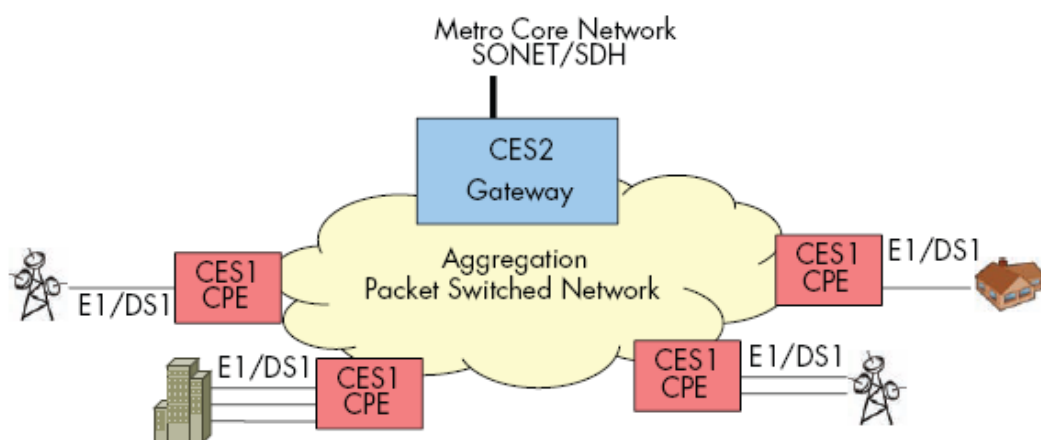 Metro Core Network
SONET/SDH
CES2
Gateway
Aggregation
Packet Switched Network
CES1
CPE
E1/DS1
CES1
CPE
E1/DS1
E1/DS1
CES1
CPE
CES1
CPE
E1/DS1